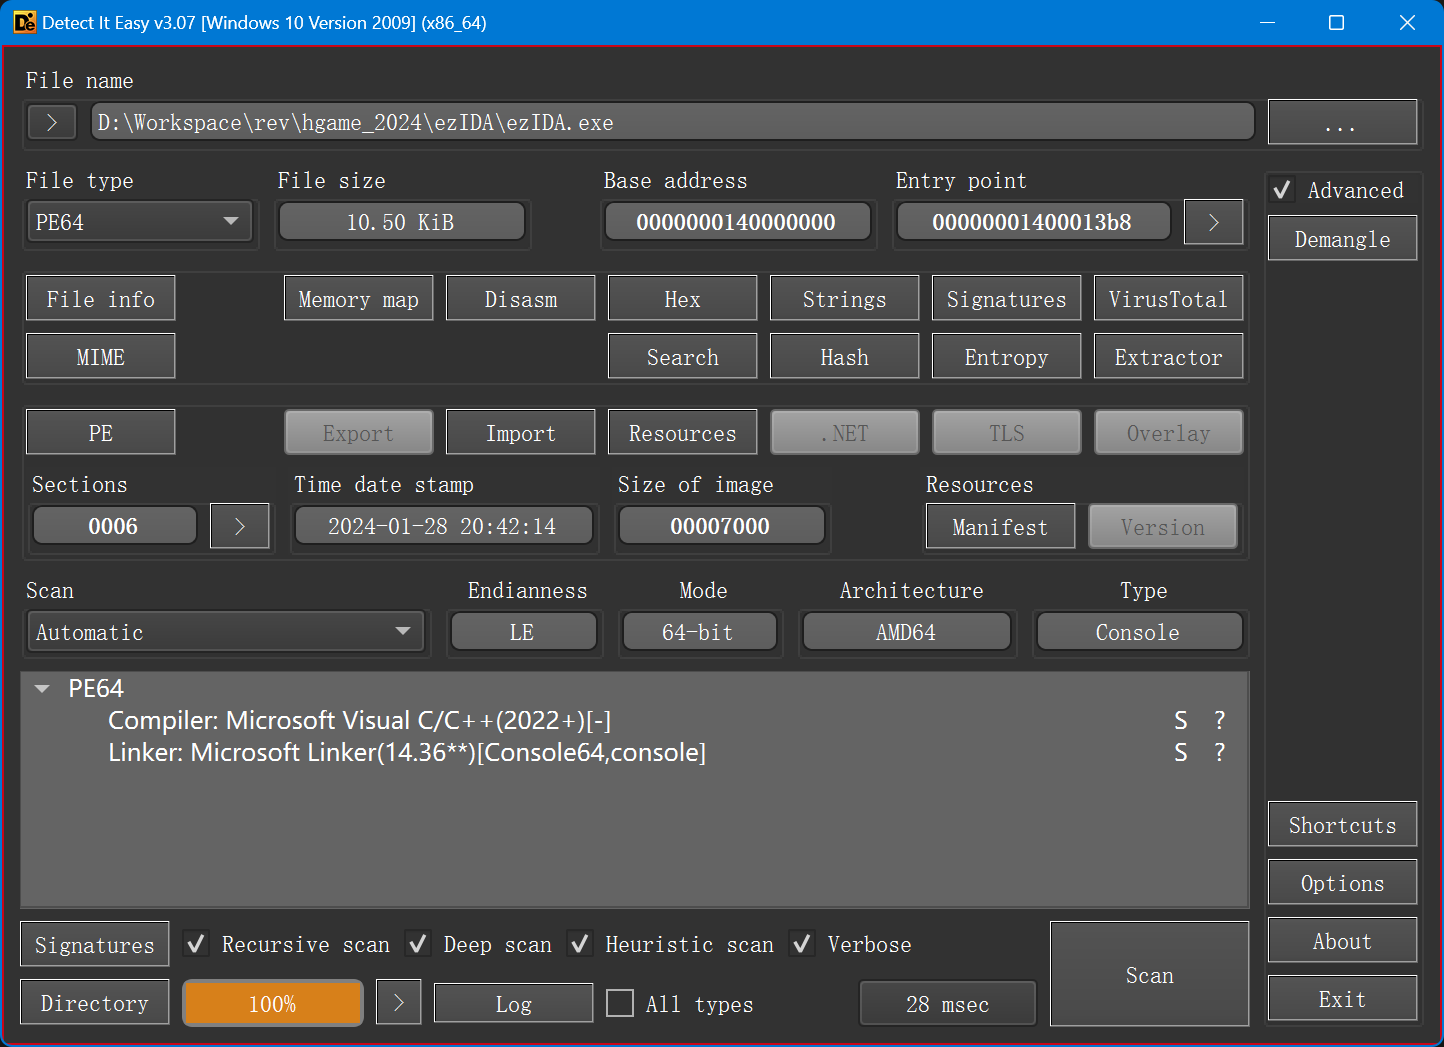 Detect It Easy v3.07 [Windows 10 Version 2009] (x86_64)
File name
> D:\Workspace\rev\hgame_2024\ezIDA\ezIDA.exe ...
File type File size Base address Entry point Advanced
PE64 10.50 KiB 0000000140000000 00000001400013b8 > Demangle
File info Memory map Disasm Hex Strings Signatures VirusTotal
MIME Search Hash Entropy Extractor
PE Export Import Resources .NET TLS Overlay
Sections Time date stamp Size of image Resources
0006 > 2024-01-28 20:42:14 00007000 Manifest Version
Scan Endianness Mode Architecture Type
Automatic LE 64-bit AMD64 Console
PE64
Compiler: Microsoft Visual C/C++(2022+)[-] S ?
Linker: Microsoft Linker(14.36**)[Console64,console] S ?
Shortcuts
Options
Signatures Recursive scan Deep scan Heuristic scan Verbose About
Scan
Directory 100% > Log All types 28 msec Exit